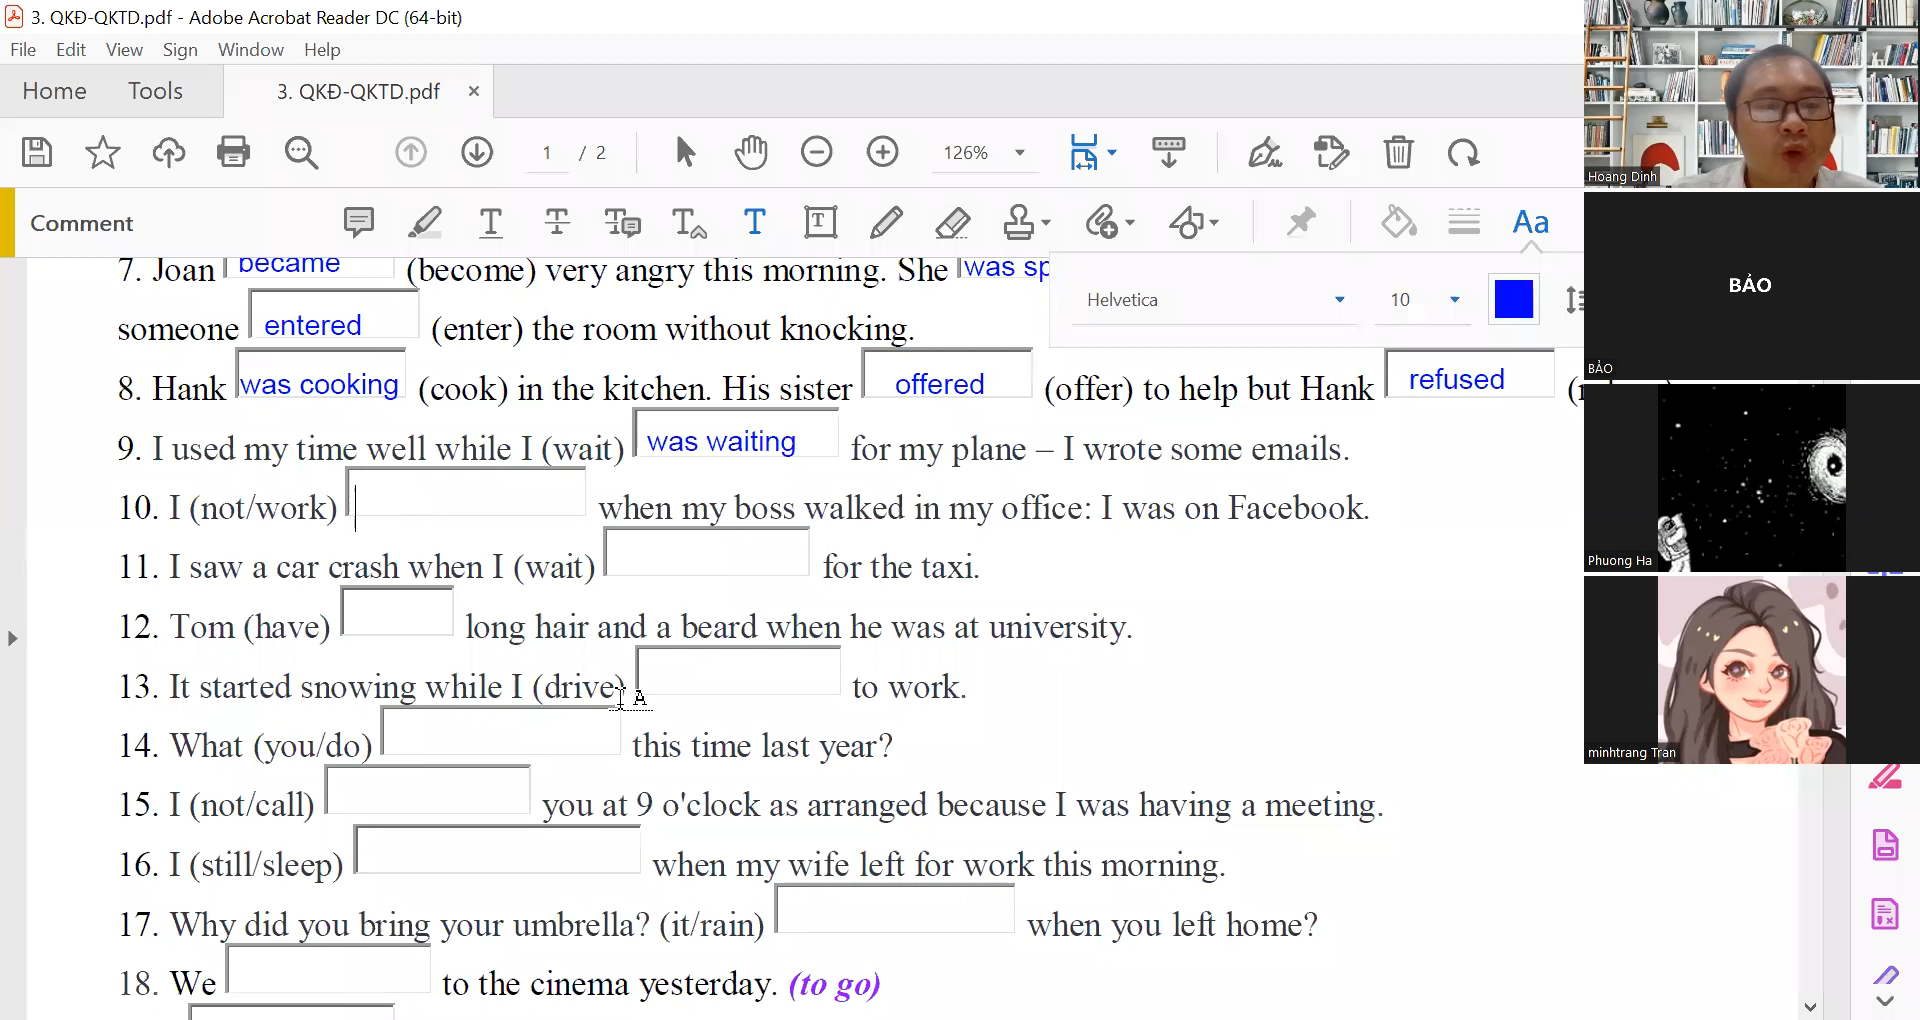 3. QKĐ-QKTD.pdf - Adobe Acrobat Reader DC (64-bit)
File Edit View Sign Window Help
Home Tools 3. QKĐ-QKTD.pdf ×
1 / 2 126%
Comment
Aa
Helvetica 10
7. Joan became (become) very angry this morning. She was sp
someone entered (enter) the room without knocking.
8. Hank was cooking (cook) in the kitchen. His sister offered (offer) to help but Hank refused
9. I used my time well while I (wait) was waiting for my plane – I wrote some emails.
10. I (not/work) when my boss walked in my office: I was on Facebook.
11. I saw a car crash when I (wait) for the taxi.
12. Tom (have) long hair and a beard when he was at university.
13. It started snowing while I (drive) to work.
14. What (you/do) this time last year?
15. I (not/call) you at 9 o'clock as arranged because I was having a meeting.
16. I (still/sleep) when my wife left for work this morning.
17. Why did you bring your umbrella? (it/rain) when you left home?
18. We to the cinema yesterday. (to go)
Hoang Dinh
BẢO
BẢO
Phuong Ha
minhtrang Tran